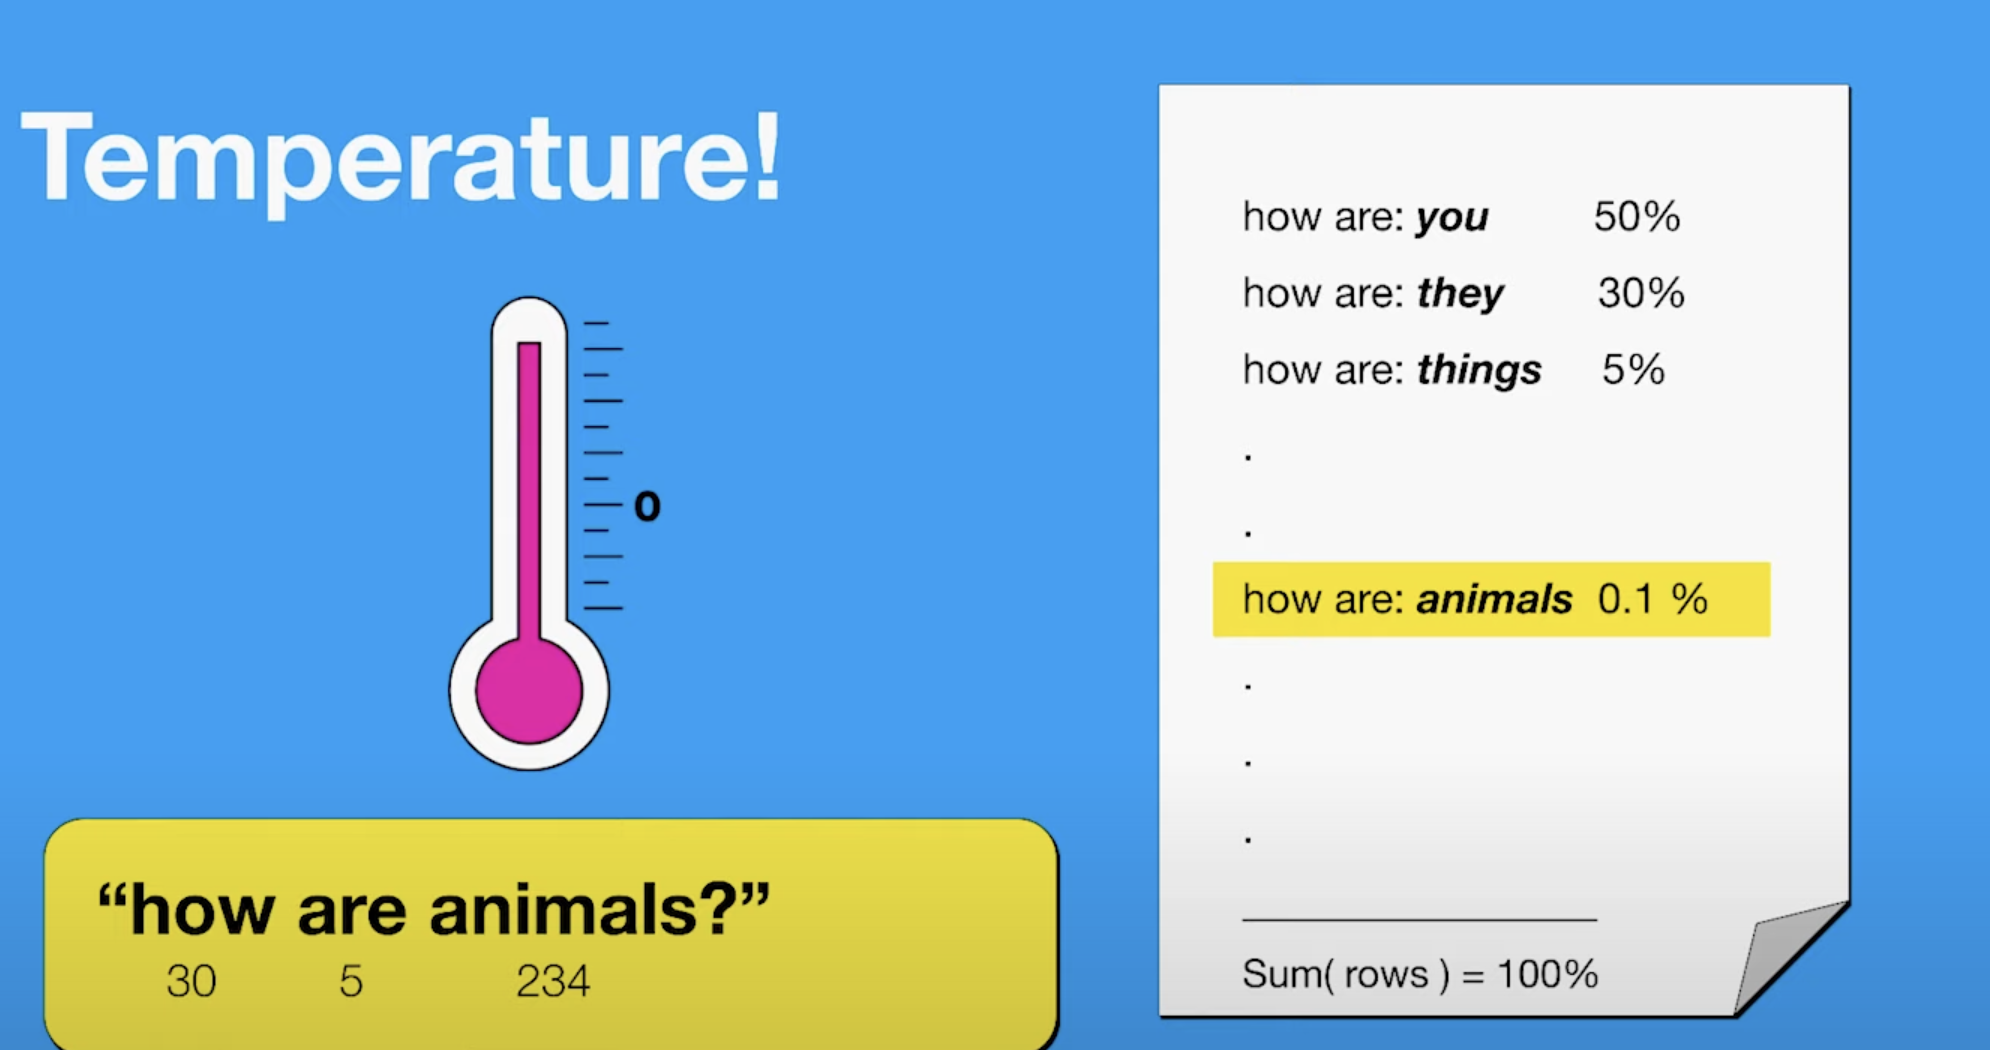 Temperature!
0
“how are animals?”
30 5 234
how are: you 50%
how are: they 30%
how are: things 5%
.
.
how are: animals 0.1 %
.
.
.
Sum( rows ) = 100%